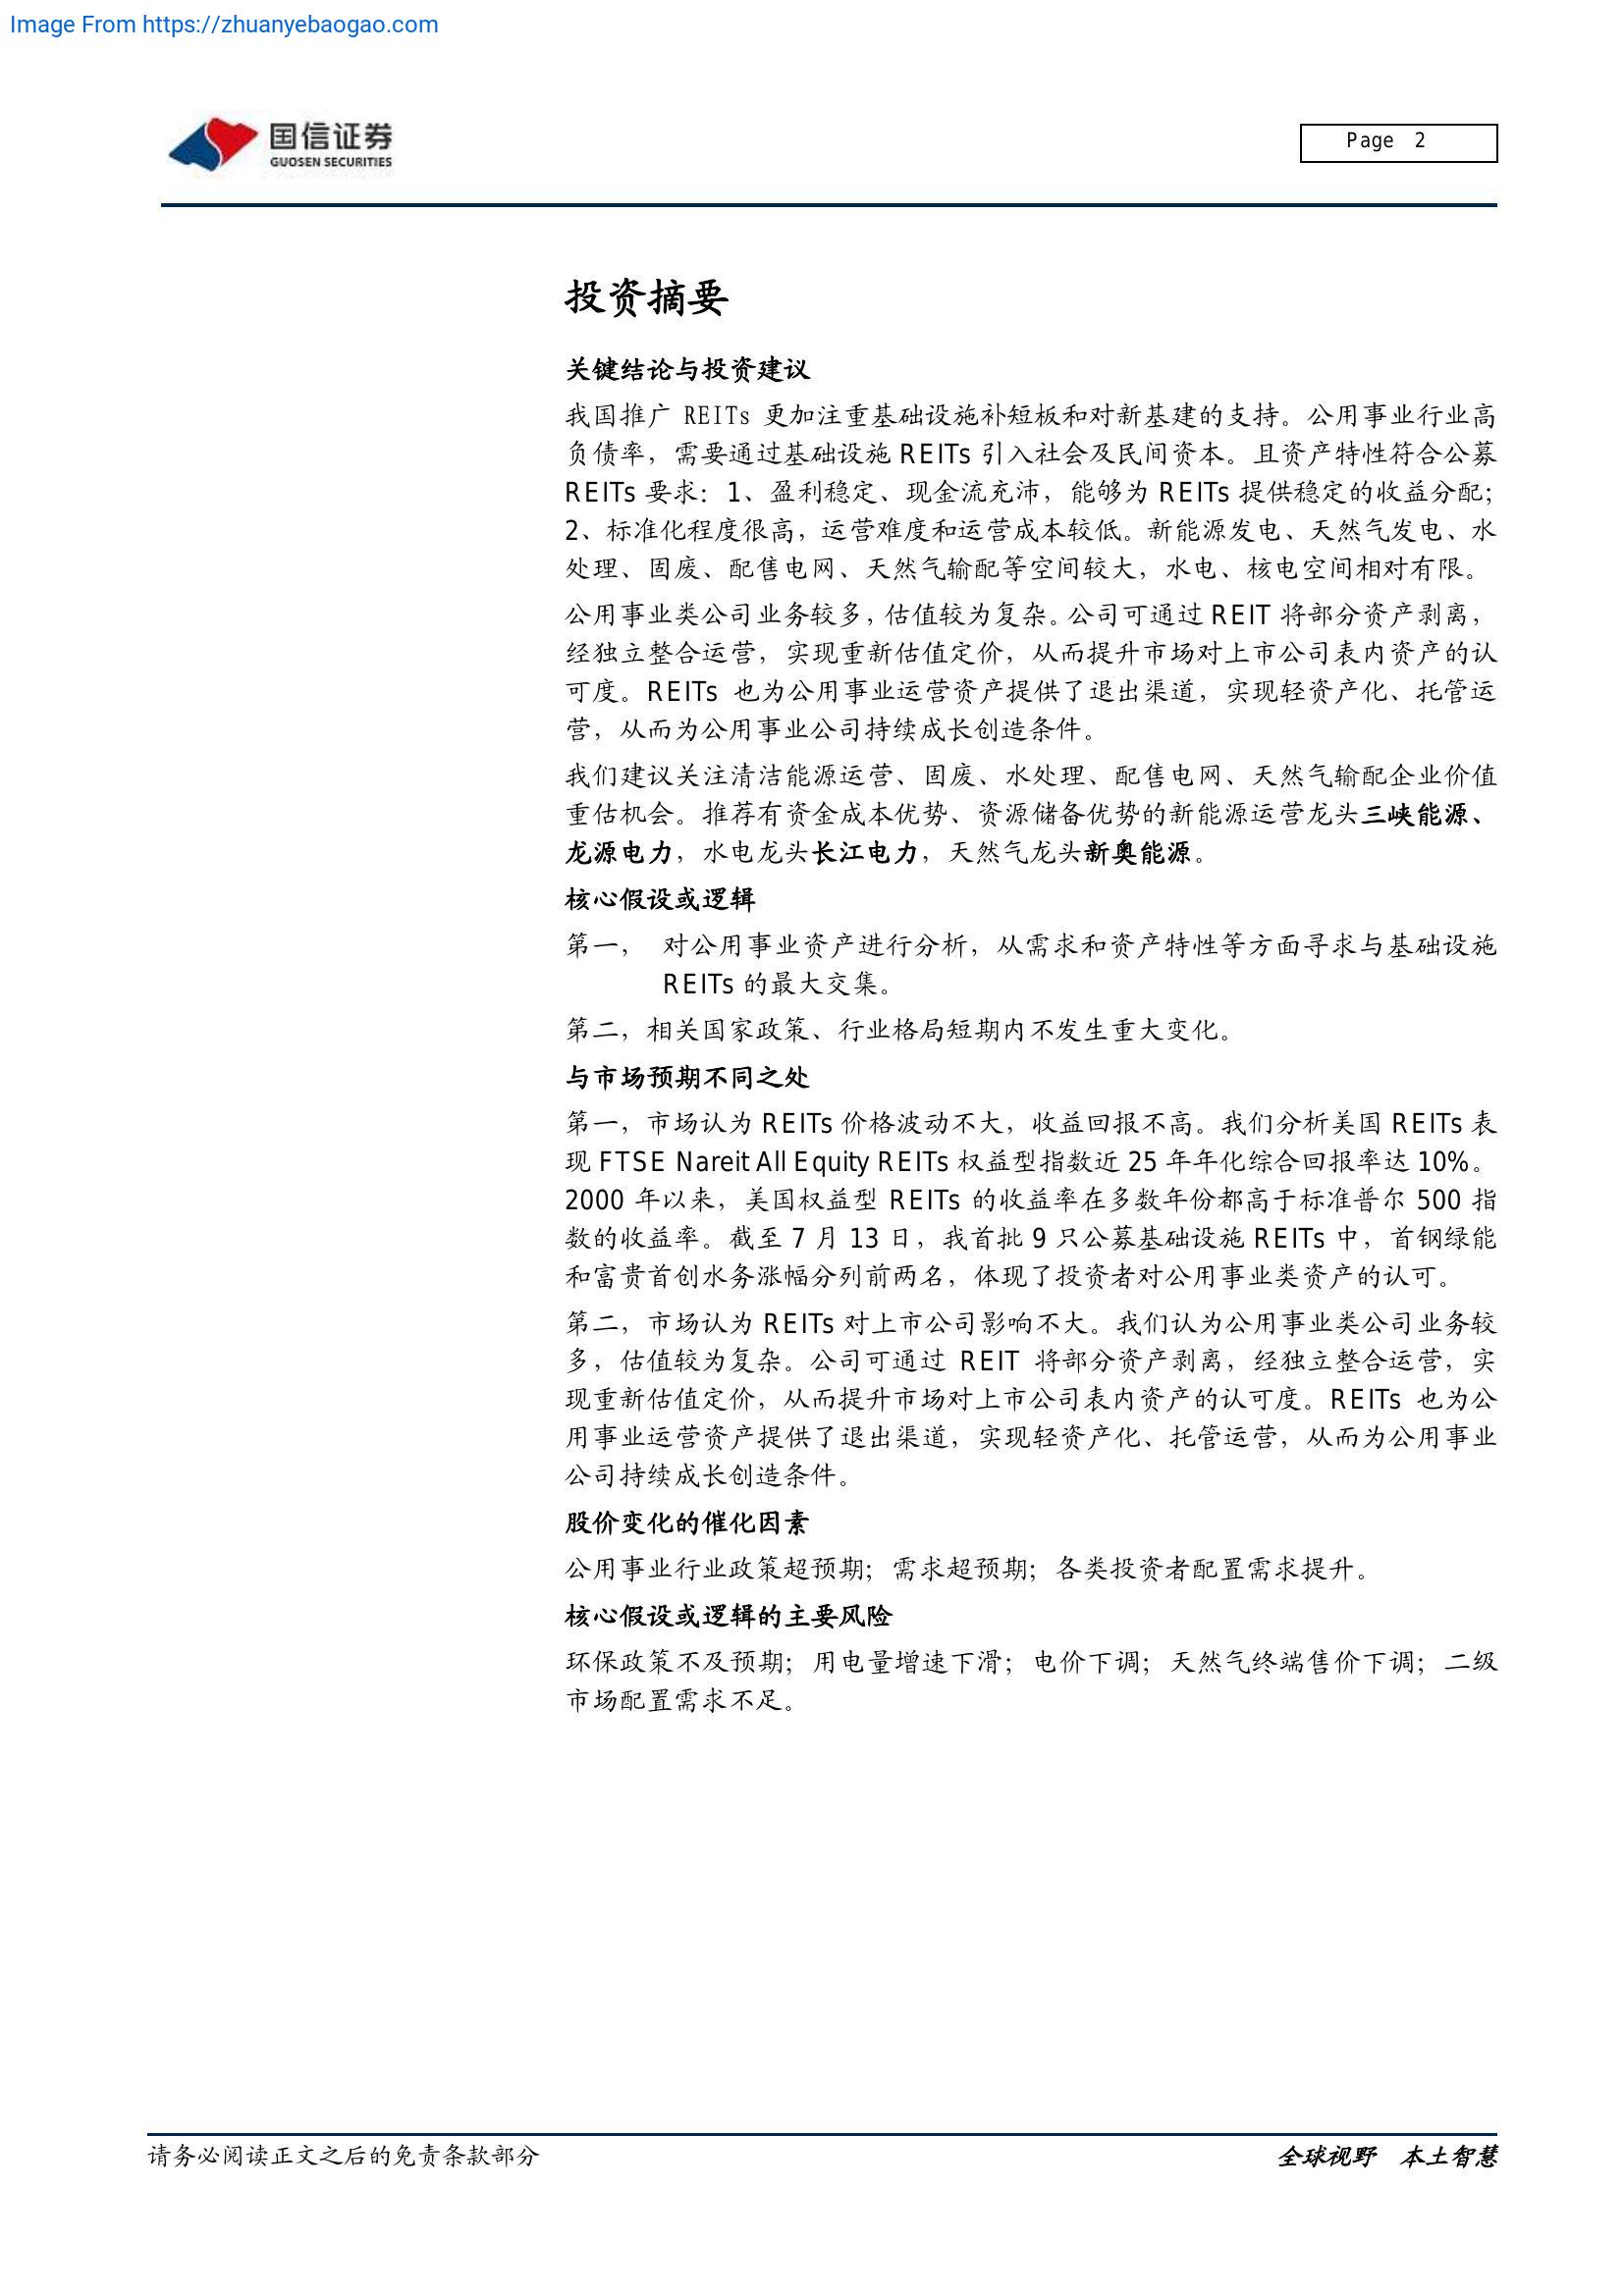 Image From https://zhuanyebaogao.com
国信证券
GUOSEN SECURITIES
Page 2
投资摘要
关键结论与投资建议
我国推广 REITs 更加注重基础设施补短板和对新基建的支持。公用事业行业高
负债率，需要通过基础设施 REITs 引入社会及民间资本。且资产特性符合公募
REITs 要求：1、盈利稳定、现金流充沛，能够为 REITs 提供稳定的收益分配；
2、标准化程度很高，运营难度和运营成本较低。新能源发电、天然气发电、水
处理、固废、配售电网、天然气输配等空间较大，水电、核电空间相对有限。
公用事业类公司业务较多，估值较为复杂。公司可通过 REIT 将部分资产剥离，
经独立整合运营，实现重新估值定价，从而提升市场对上市公司表内资产的认
可度。REITs 也为公用事业运营资产提供了退出渠道，实现轻资产化、托管运
营，从而为公用事业公司持续成长创造条件。
我们建议关注清洁能源运营、固废、水处理、配售电网、天然气输配企业价值
重估机会。推荐有资金成本优势、资源储备优势的新能源运营龙头三峡能源、
龙源电力，水电龙头长江电力，天然气龙头新奥能源。
核心假设或逻辑
第一， 对公用事业资产进行分析，从需求和资产特性等方面寻求与基础设施
REITs 的最大交集。
第二，相关国家政策、行业格局短期内不发生重大变化。
与市场预期不同之处
第一，市场认为 REITs 价格波动不大，收益回报不高。我们分析美国 REITs 表
现 FTSE Nareit All Equity REITs 权益型指数近 25 年年化综合回报率达 10%。
2000 年以来，美国权益型 REITs 的收益率在多数年份都高于标准普尔 500 指
数的收益率。截至 7 月 13 日，我首批 9 只公募基础设施 REITs 中，首钢绿能
和富贵首创水务涨幅分列前两名，体现了投资者对公用事业类资产的认可。
第二，市场认为 REITs 对上市公司影响不大。我们认为公用事业类公司业务较
多，估值较为复杂。公司可通过 REIT 将部分资产剥离，经独立整合运营，实
现重新估值定价，从而提升市场对上市公司表内资产的认可度。REITs 也为公
用事业运营资产提供了退出渠道，实现轻资产化、托管运营，从而为公用事业
公司持续成长创造条件。
股价变化的催化因素
公用事业行业政策超预期；需求超预期；各类投资者配置需求提升。
核心假设或逻辑的主要风险
环保政策不及预期；用电量增速下滑；电价下调；天然气终端售价下调；二级
市场配置需求不足。
请务必阅读正文之后的免责条款部分
全球视野 本土智慧